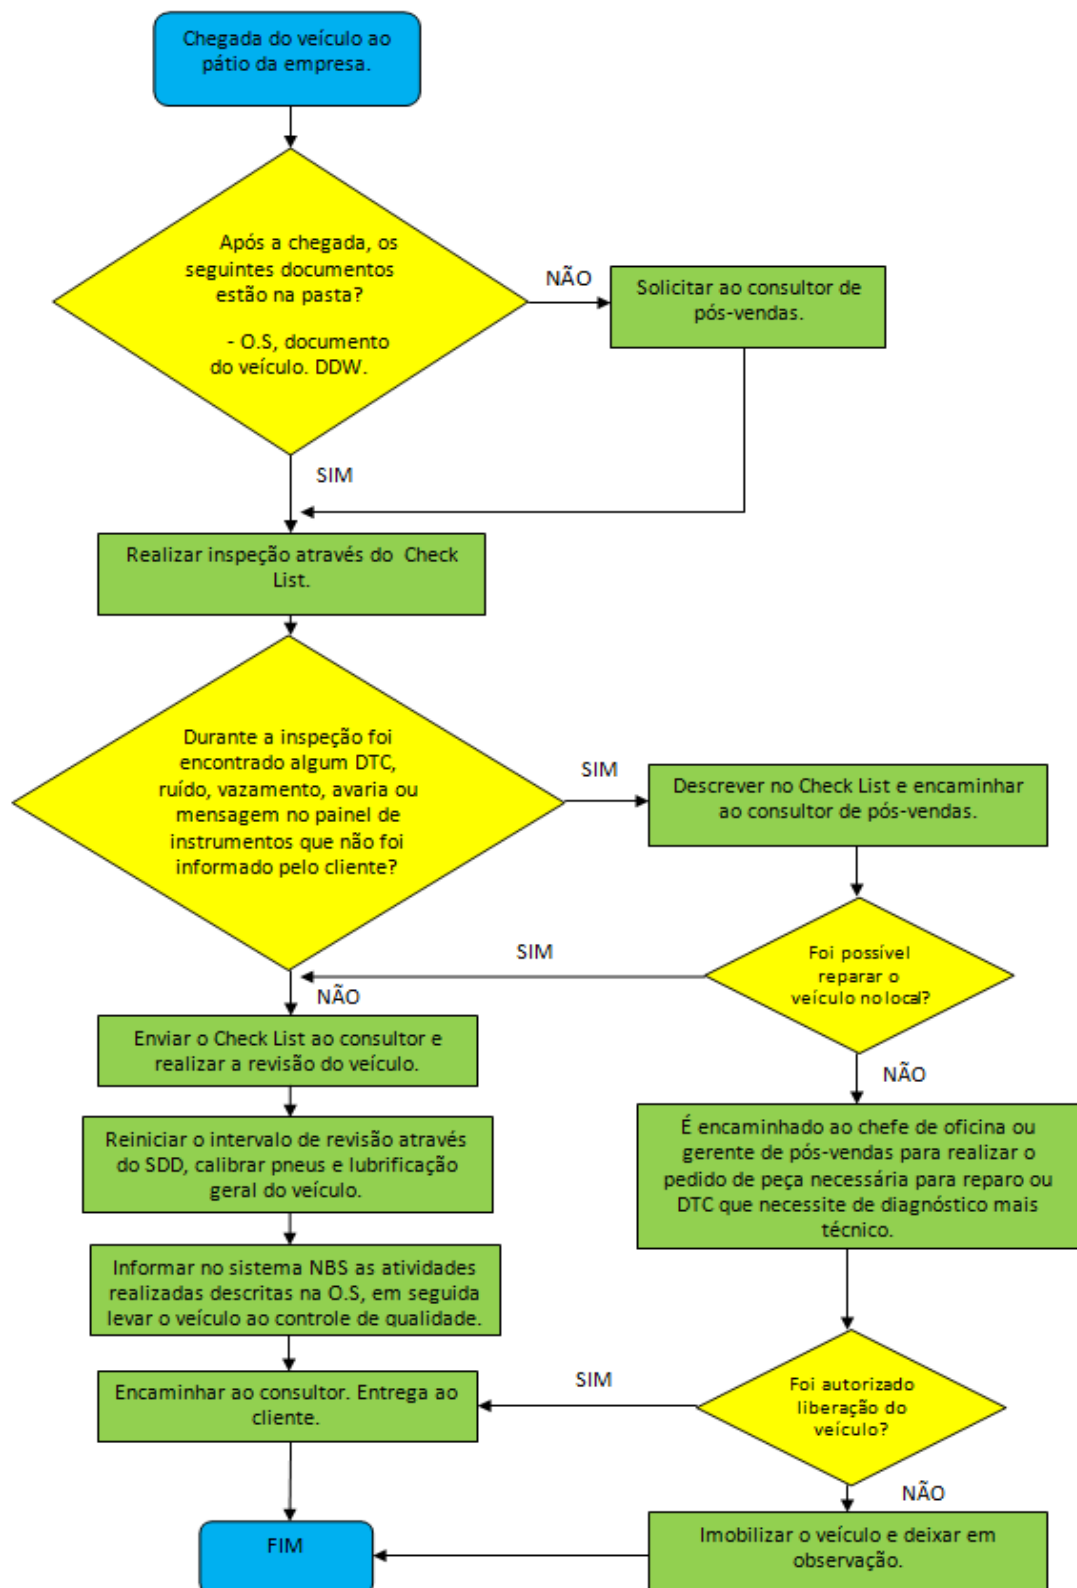 Chegada do veículo ao
pátio da empresa.
Após a chegada, os
seguintes documentos
estão na pasta?
- O.S, documento
do veículo. DDW.
NÃO
Solicitar ao consultor de
pós-vendas.
SIM
Realizar inspeção através do Check
List.
Durante a inspeção foi
encontrado algum DTC,
ruído, vazamento, avaria ou
mensagem no painel de
instrumentos que não foi
informado pelo cliente?
SIM
Descrever no Check List e encaminhar
ao consultor de pós-vendas.
Foi possível
reparar o
veículo no local?
SIM
NÃO
Enviar o Check List ao consultor e
realizar a revisão do veículo.
NÃO
É encaminhado ao chefe de oficina ou
gerente de pós-vendas para realizar o
pedido de peça necessária para reparo ou
DTC que necessite de diagnóstico mais
técnico.
Reiniciar o intervalo de revisão através
do SDD, calibrar pneus e lubrificação
geral do veículo.
Informar no sistema NBS as atividades
realizadas descritas na O.S, em seguida
levar o veículo ao controle de qualidade.
Foi autorizado
liberação do
veículo?
SIM
Encaminhar ao consultor. Entrega ao
cliente.
NÃO
Imobilizar o veículo e deixar em
observação.
FIM